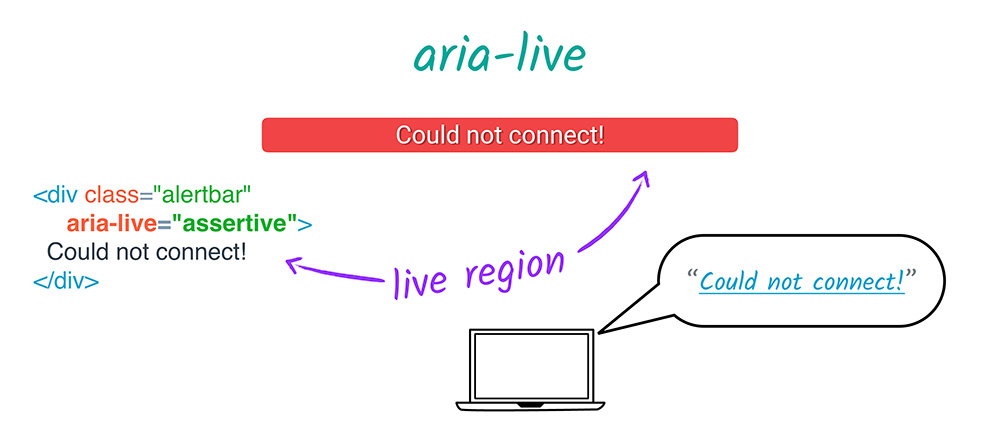 aria-live
Could not connect!
<div class="alertbar"
aria-live="assertive">
Could not connect!
</div>
live region
“Could not connect!”